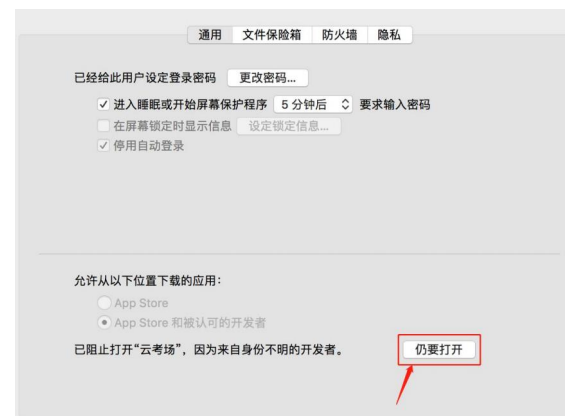 通用 文件保险箱 防火墙 隐私
已经给此用户设定登录密码 更改密码...
进入睡眠或开始屏幕保护程序 5 分钟后 要求输入密码
在屏幕锁定时显示信息 设定锁定信息...
停用自动登录
允许从以下位置下载的应用：
App Store
App Store 和被认可的开发者
已阻止打开“云考场”，因为来自身份不明的开发者。 仍要打开